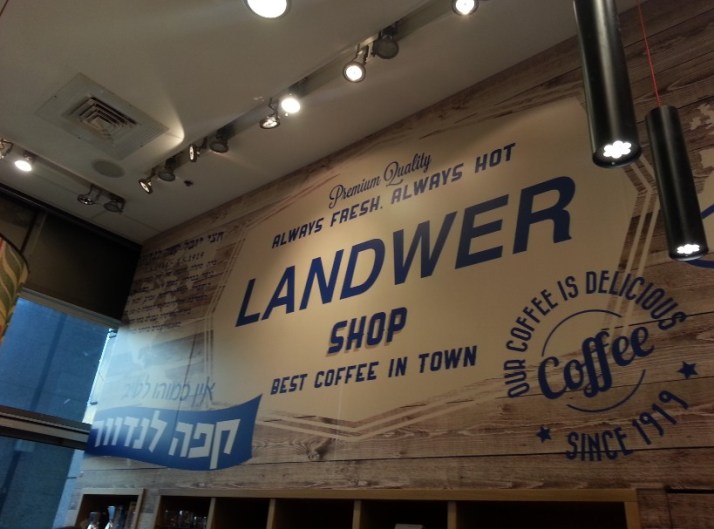 Premium Quality
ALWAYS FRESH. ALWAYS HOT
LANDWER
SHOP
BEST COFFEE IN TOWN
OUR COFFEE IS DELICIOUS
Coffee
SINCE 1919
אין כמוהו לטיב
קפה לנדוור